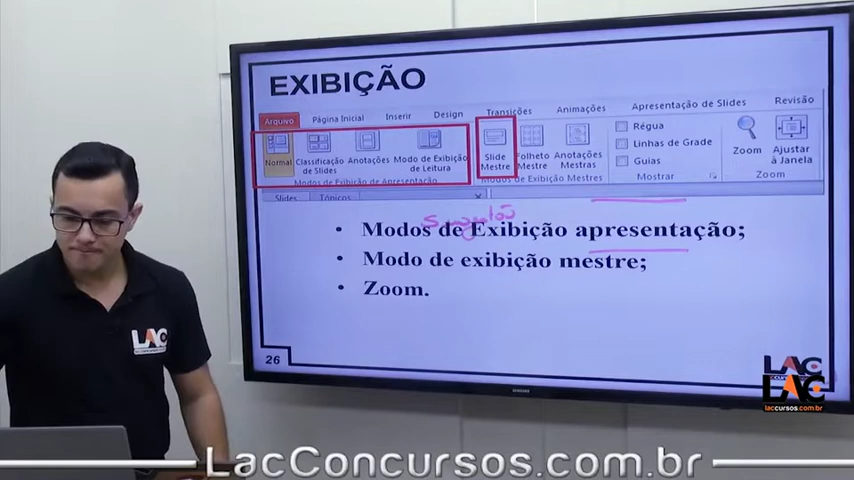 EXIBIÇÃO
Arquivo Página Inicial Inserir Design Transições Animações Apresentação de Slides Revisão
Normal Classificação de Slides Anotações Modo de Exibição de Leitura Slide Mestre Folheto Mestre Anotações Mestras Régua Linhas de Grade Guias Zoom Ajustar à Janela
Modos de Exibição de Apresentação Modos de Exibição Mestres Mostrar Zoom
Slides Tópicos
• Modos de Exibição apresentação;
• Modo de exibição mestre;
• Zoom.
26
SAMSUNG
LAC
LAC
CONCURSOS
LAC
laccursos.com.br
LacConcursos.com.br